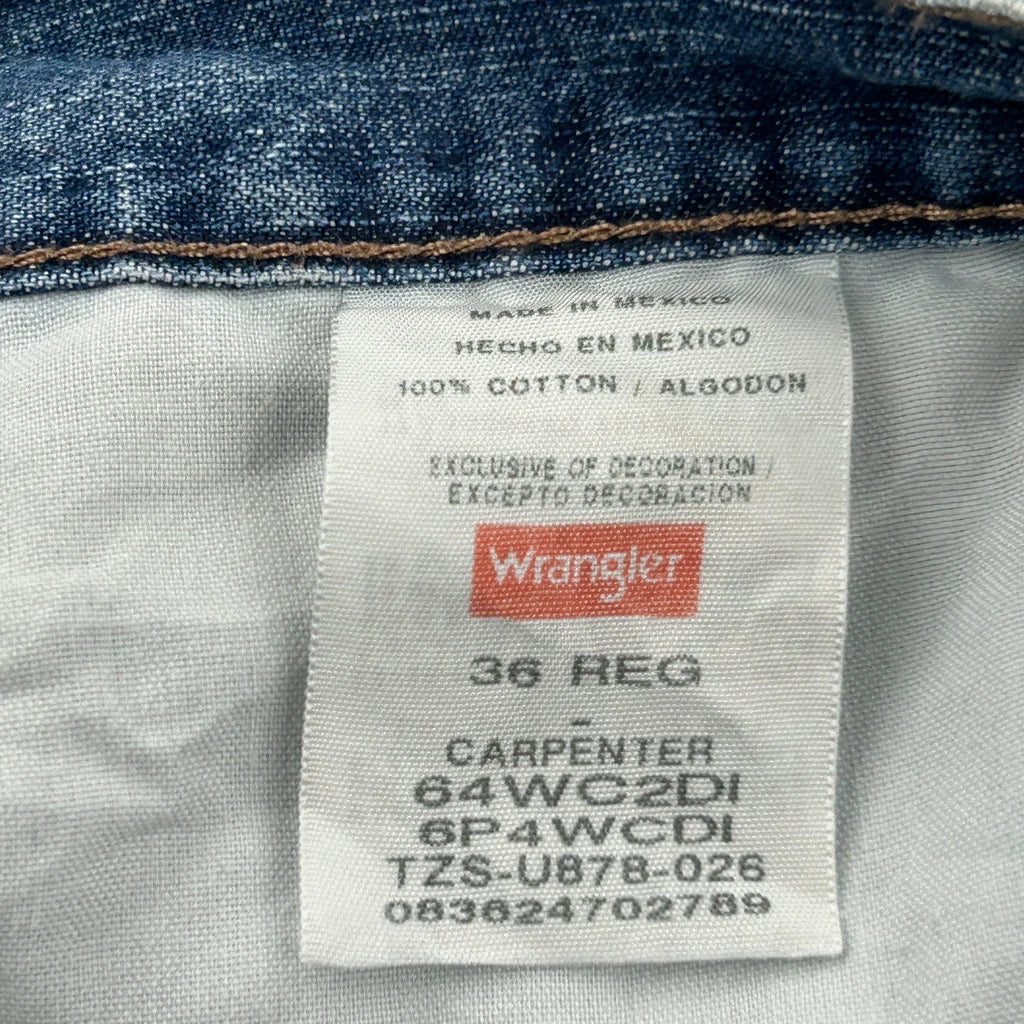 MADE IN MEXICO
HECHO EN MEXICO
100% COTTON / ALGODON
EXCLUSIVE OF DECORATION /
EXCEPTO DECORACION
Wrangler
36 REG
-
CARPENTER
64WC2DI
6P4WCDI
TZS-U878-026
083624702789